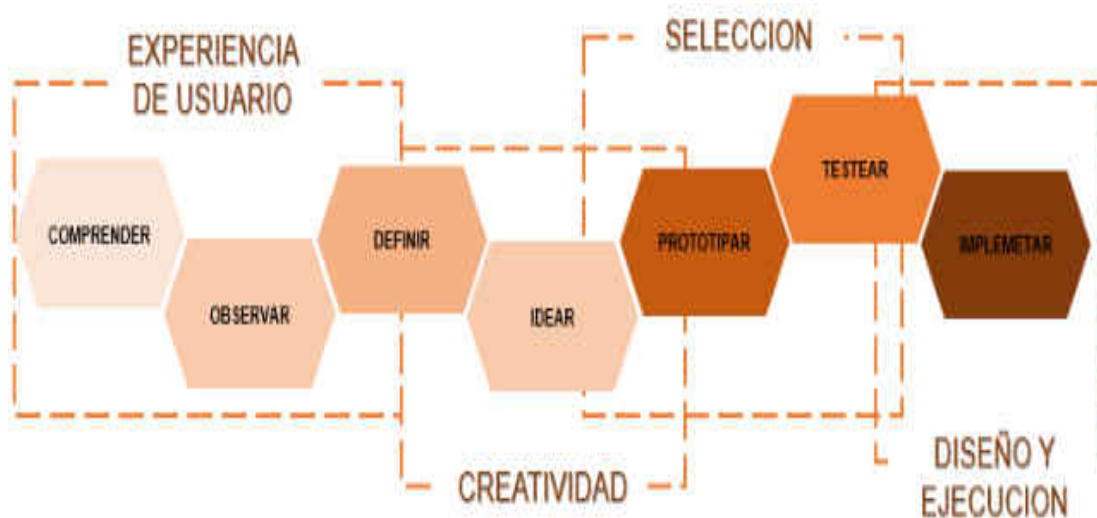 EXPERIENCIA
DE USUARIO
SELECCION
COMPRENDER
OBSERVAR
DEFINIR
IDEAR
PROTOTIPAR
TESTEAR
IMPLEMETAR
CREATIVIDAD
DISEÑO Y
EJECUCION